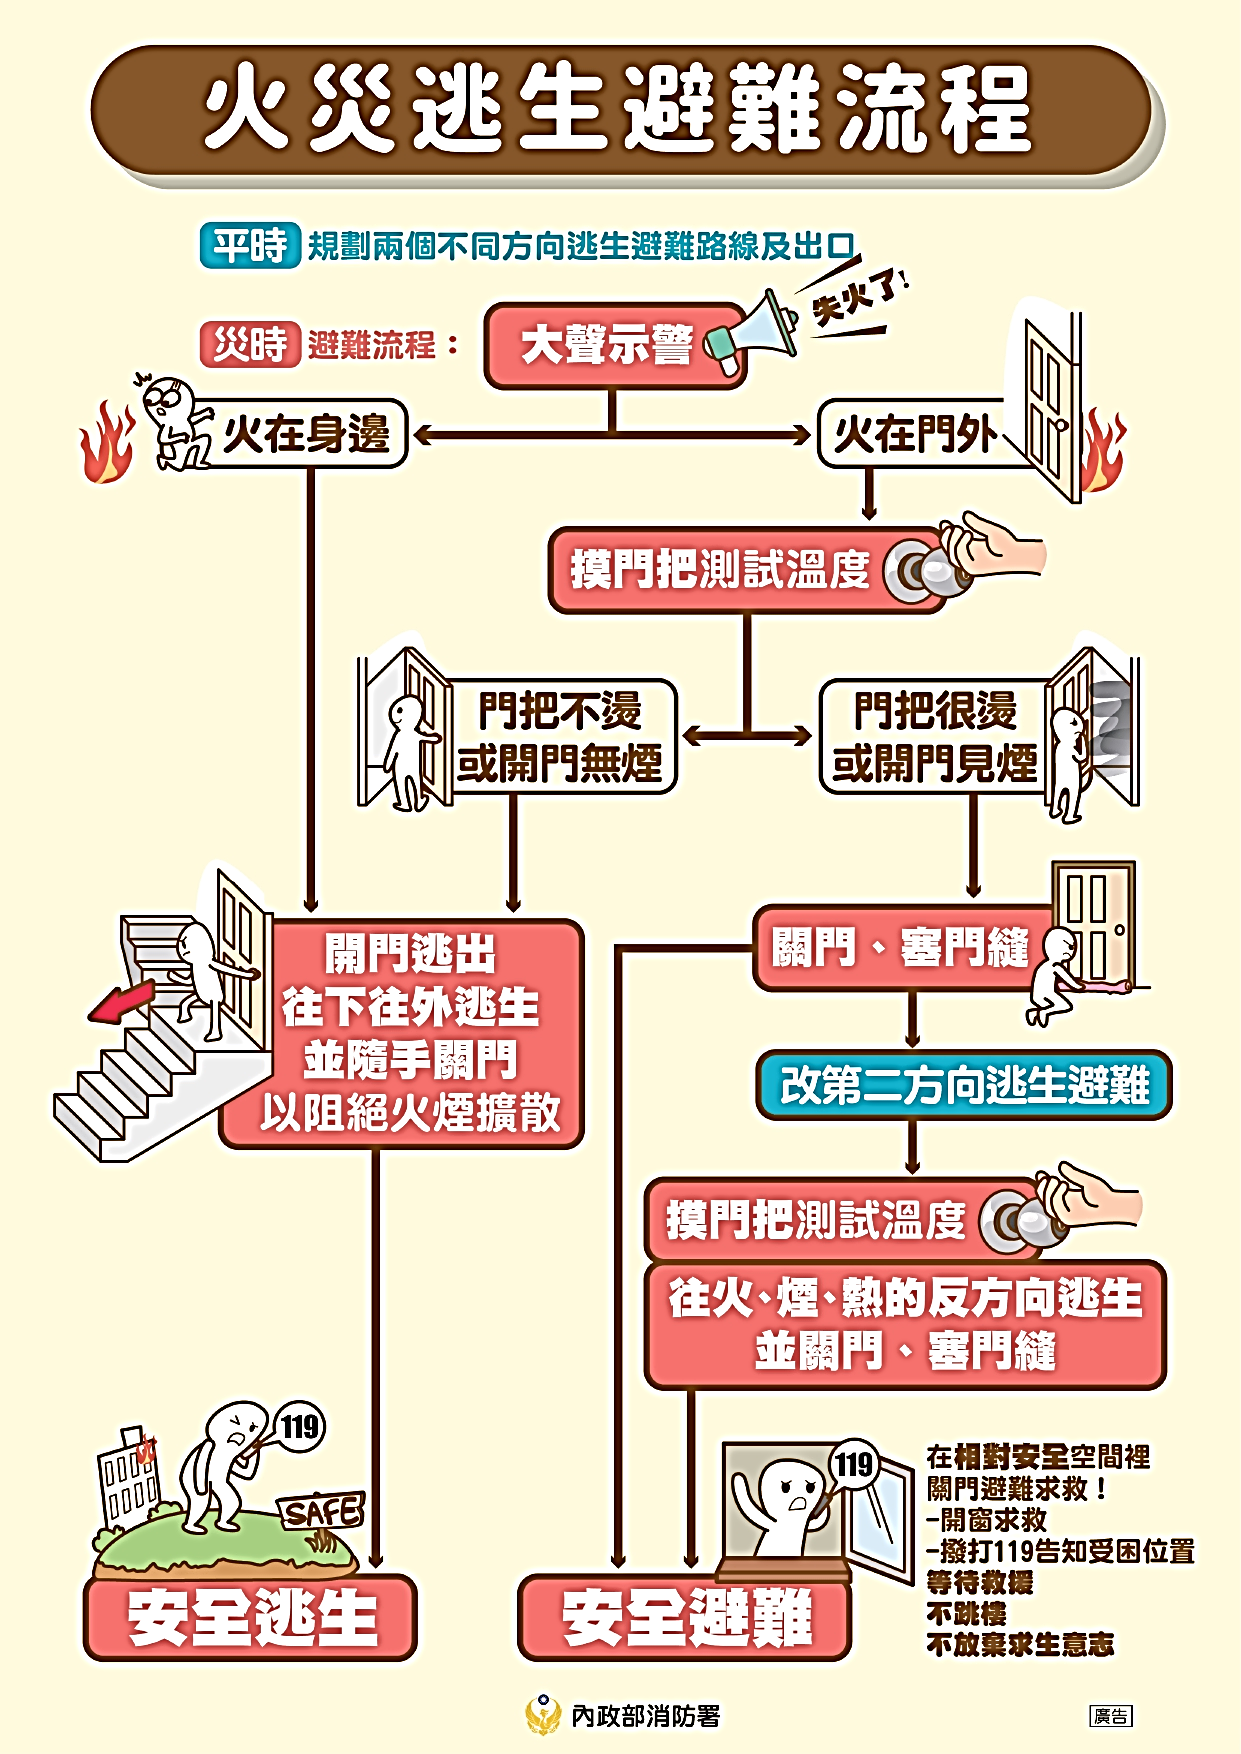 火災逃生避難流程
平時 規劃兩個不同方向逃生避難路線及出口
失火了!
災時 避難流程：
大聲示警
火在身邊
火在門外
摸門把測試溫度
門把不燙
或開門無煙
門把很燙
或開門見煙
開門逃出
往下往外逃生
並隨手關門
以阻絕火煙擴散
關門、塞門縫
改第二方向逃生避難
摸門把測試溫度
往火、煙、熱的反方向逃生
並關門、塞門縫
119
SAFE
安全逃生
119
安全避難
在相對安全空間裡
關門避難求救！
-開窗求救
-撥打119告知受困位置
等待救援
不跳樓
不放棄求生意志
內政部消防署
廣告